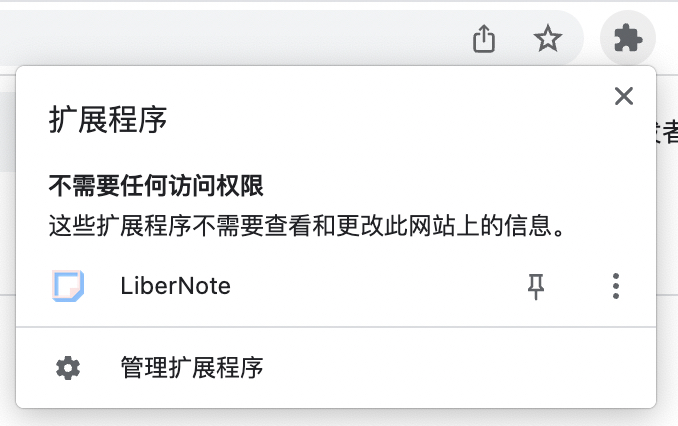 扩展程序
不需要任何访问权限
这些扩展程序不需要查看和更改此网站上的信息。
LiberNote
管理扩展程序